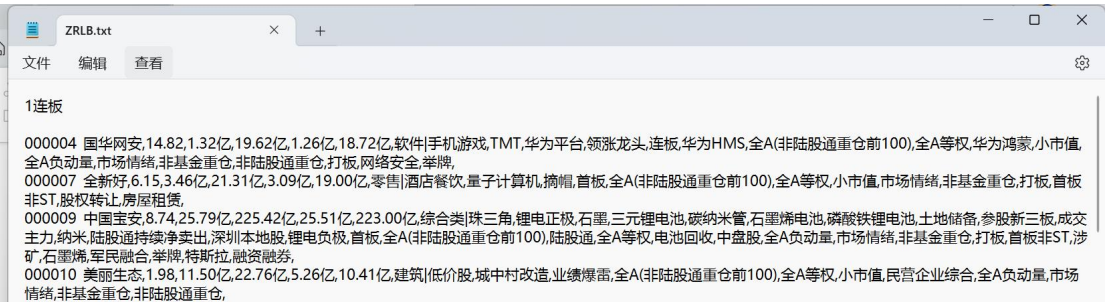 ZRLB.txt
文件 编辑 查看
1连板
000004 国华网安,14.82,1.32亿,19.62亿,1.26亿,18.72亿,软件|手机游戏,TMT,华为平台,领涨龙头,连板,华为HMS,全A(非陆股通重仓前100),全A等权,华为鸿蒙,小市值,
全A负动量,市场情绪,非基金重仓,非陆股通重仓,打板,网络安全,举牌,
000007 全新好,6.15,3.46亿,21.31亿,3.09亿,19.00亿,零售|酒店餐饮,量子计算机,摘帽,首板,全A(非陆股通重仓前100),全A等权,小市值,市场情绪,非基金重仓,打板,首板
非ST,股权转让,房屋租赁,
000009 中国宝安,8.74,25.79亿,225.42亿,25.51亿,223.00亿,综合类|珠三角,锂电正极,石墨,三元锂电池,碳纳米管,石墨烯电池,磷酸铁锂电池,土地储备,参股新三板,成交
主力,纳米,陆股通持续净卖出,深圳本地股,锂电负极,首板,全A(非陆股通重仓前100),陆股通,全A等权,电池回收,中盘股,全A负动量,市场情绪,非基金重仓,打板,首板非ST,涉
矿,石墨烯,军民融合,举牌,特斯拉,融资融券,
000010 美丽生态,1.98,11.50亿,22.76亿,5.26亿,10.41亿,建筑|低价股,城中村改造,业绩爆雷,全A(非陆股通重仓前100),全A等权,小市值,民营企业综合,全A负动量,市场
情绪,非基金重仓,非陆股通重仓,